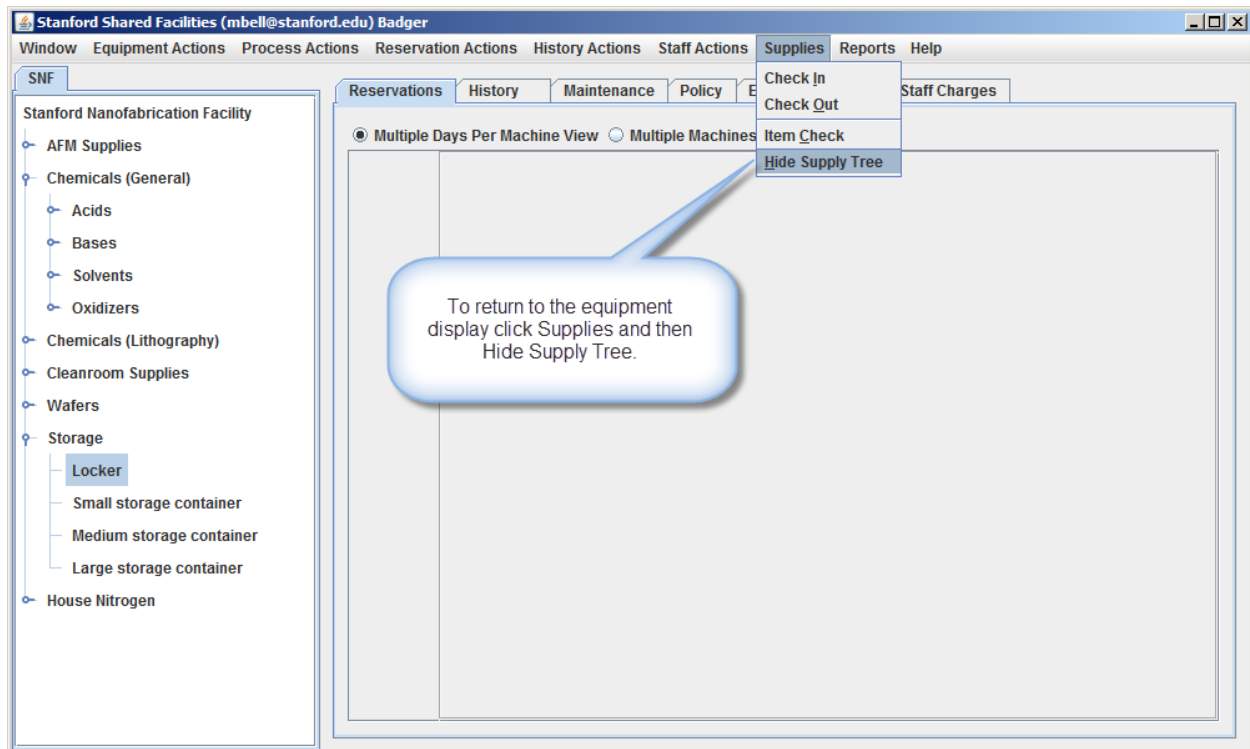 Stanford Shared Facilities (mbell@stanford.edu) Badger
Window Equipment Actions Process Actions Reservation Actions History Actions Staff Actions Supplies Reports Help
SNF
Stanford Nanofabrication Facility
AFM Supplies
Chemicals (General)
Acids
Bases
Solvents
Oxidizers
Chemicals (Lithography)
Cleanroom Supplies
Wafers
Storage
Locker
Small storage container
Medium storage container
Large storage container
House Nitrogen
Reservations History Maintenance Policy E Staff Charges
Multiple Days Per Machine View Multiple Machines
Check In
Check Out
Item Check
Hide Supply Tree
To return to the equipment
display click Supplies and then
Hide Supply Tree.